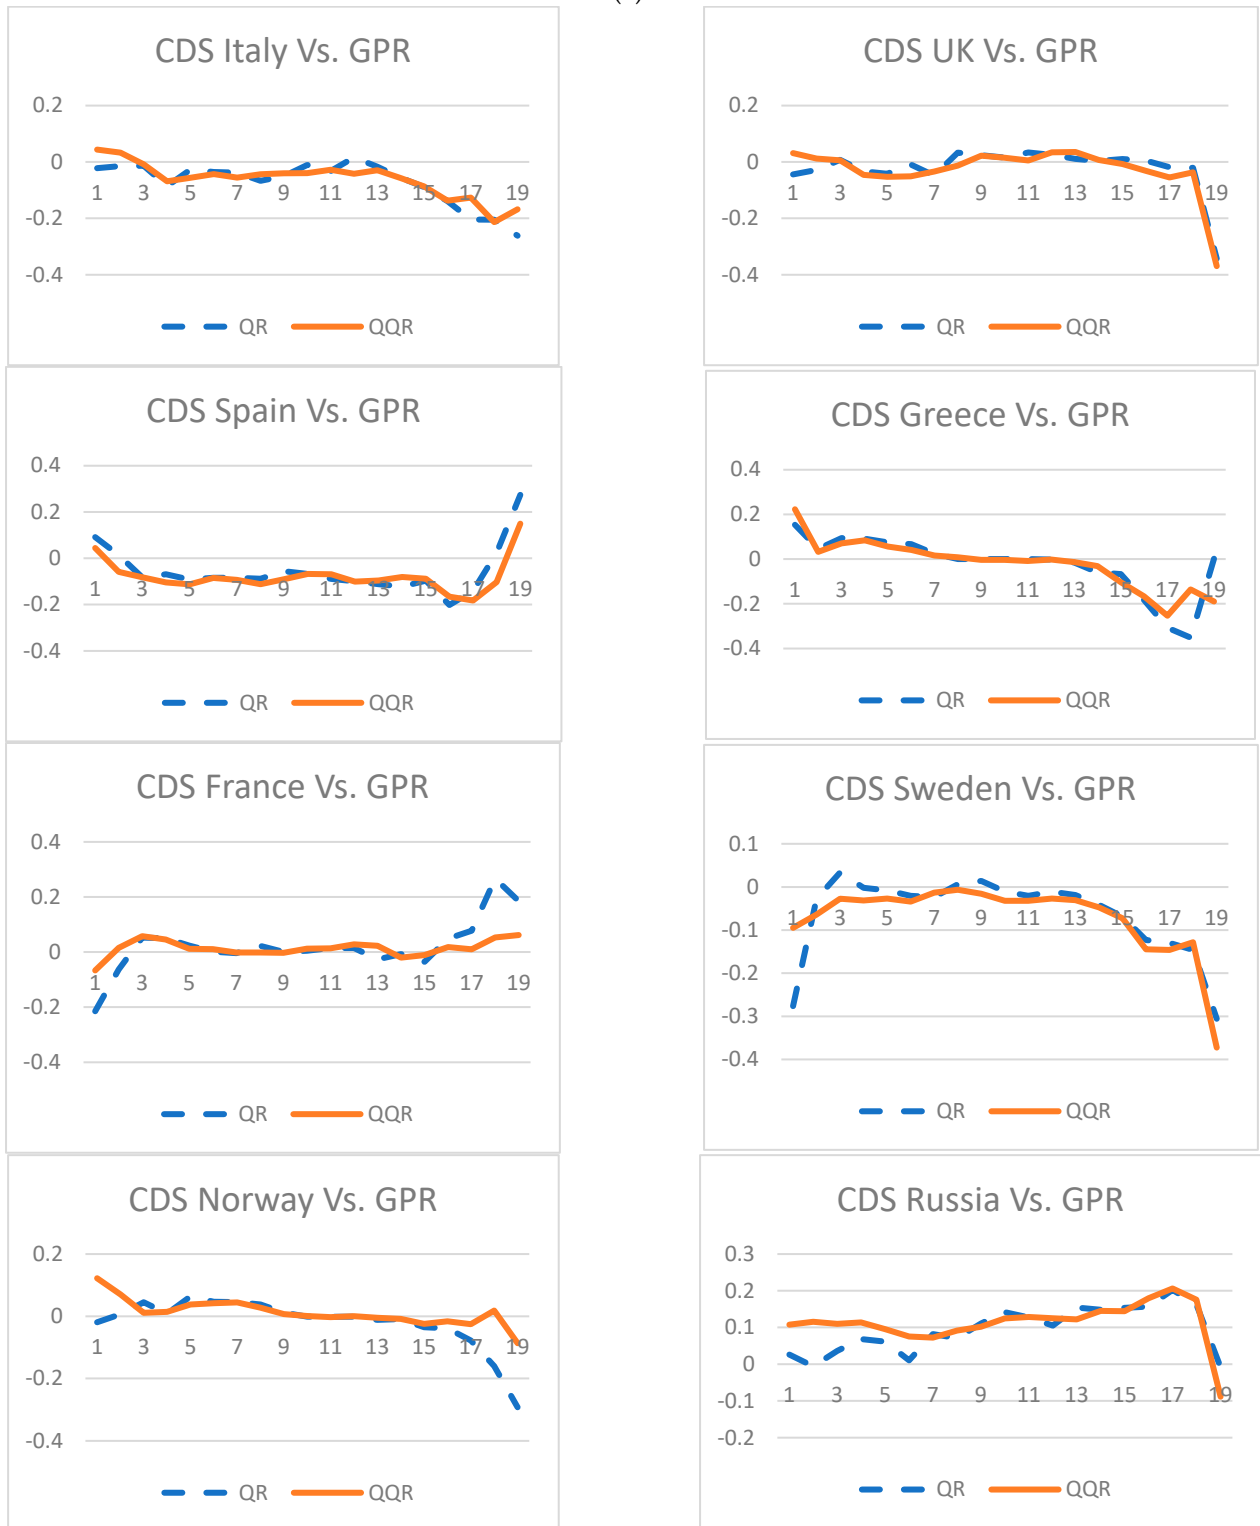 CDS Italy Vs. GPR
0.2
0
-0.2
-0.4
1 3 5 7 9 11 13 15 17 19
QR QQR
CDS UK Vs. GPR
0.2
0
-0.2
-0.4
1 3 5 7 9 11 13 15 17 19
QR QQR
CDS Spain Vs. GPR
0.4
0.2
0
-0.2
-0.4
1 3 5 7 9 11 13 15 17 19
QR QQR
CDS Greece Vs. GPR
0.4
0.2
0
-0.2
-0.4
1 3 5 7 9 11 13 15 17 19
QR QQR
CDS France Vs. GPR
0.4
0.2
0
-0.2
-0.4
1 3 5 7 9 11 13 15 17 19
QR QQR
CDS Sweden Vs. GPR
0.1
0
-0.1
-0.2
-0.3
-0.4
1 3 5 7 9 11 13 15 17 19
QR QQR
CDS Norway Vs. GPR
0.2
0
-0.2
-0.4
1 3 5 7 9 11 13 15 17 19
QR QQR
CDS Russia Vs. GPR
0.3
0.2
0.1
0
-0.1
-0.2
1 3 5 7 9 11 13 15 17 19
QR QQR